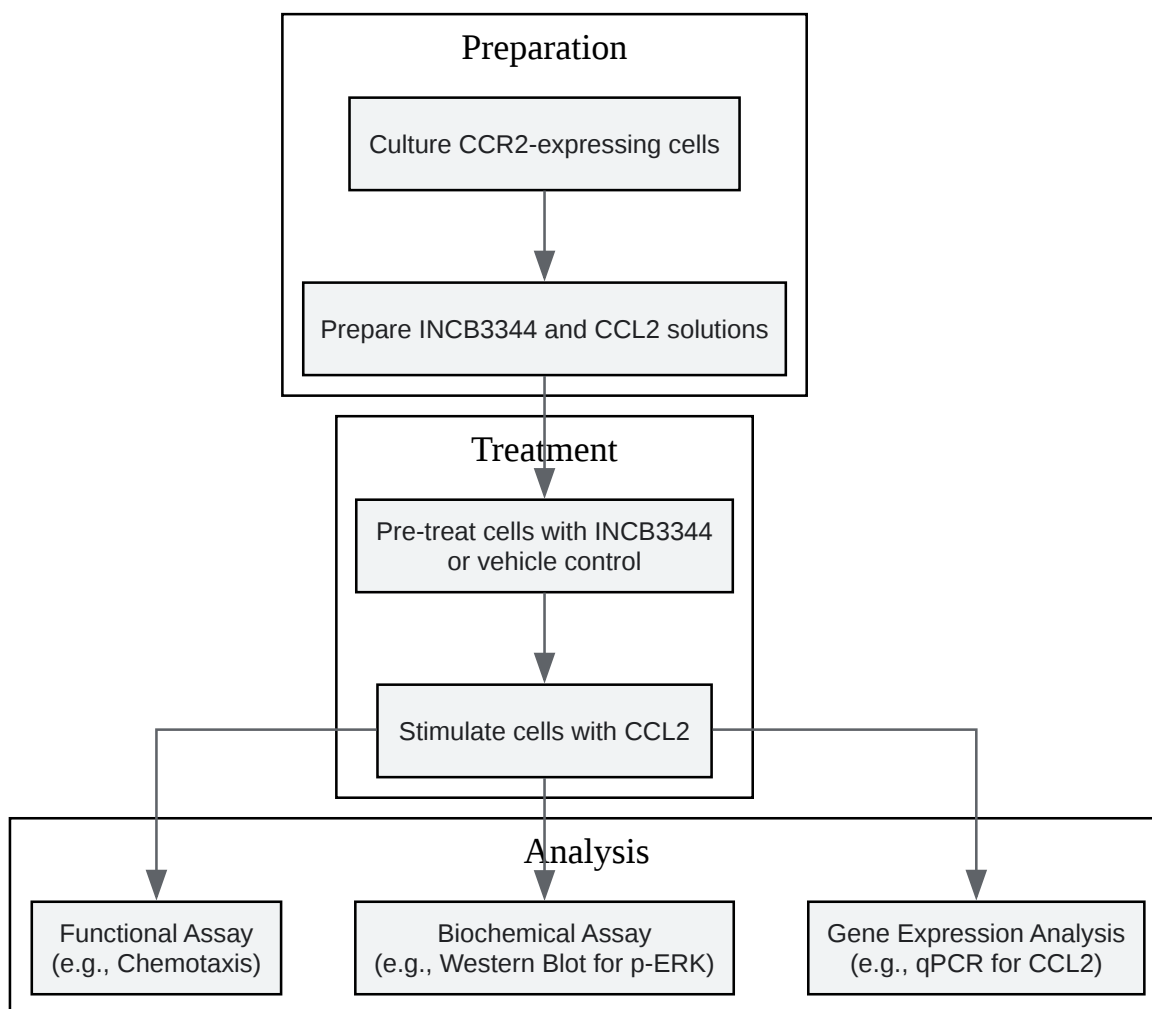 Preparation
Culture CCR2-expressing cells
Prepare INCB3344 and CCL2 solutions
Treatment
Pre-treat cells with INCB3344
or vehicle control
Stimulate cells with CCL2
Analysis
Functional Assay
(e.g., Chemotaxis)
Biochemical Assay
(e.g., Western Blot for p-ERK)
Gene Expression Analysis
(e.g., qPCR for CCL2)